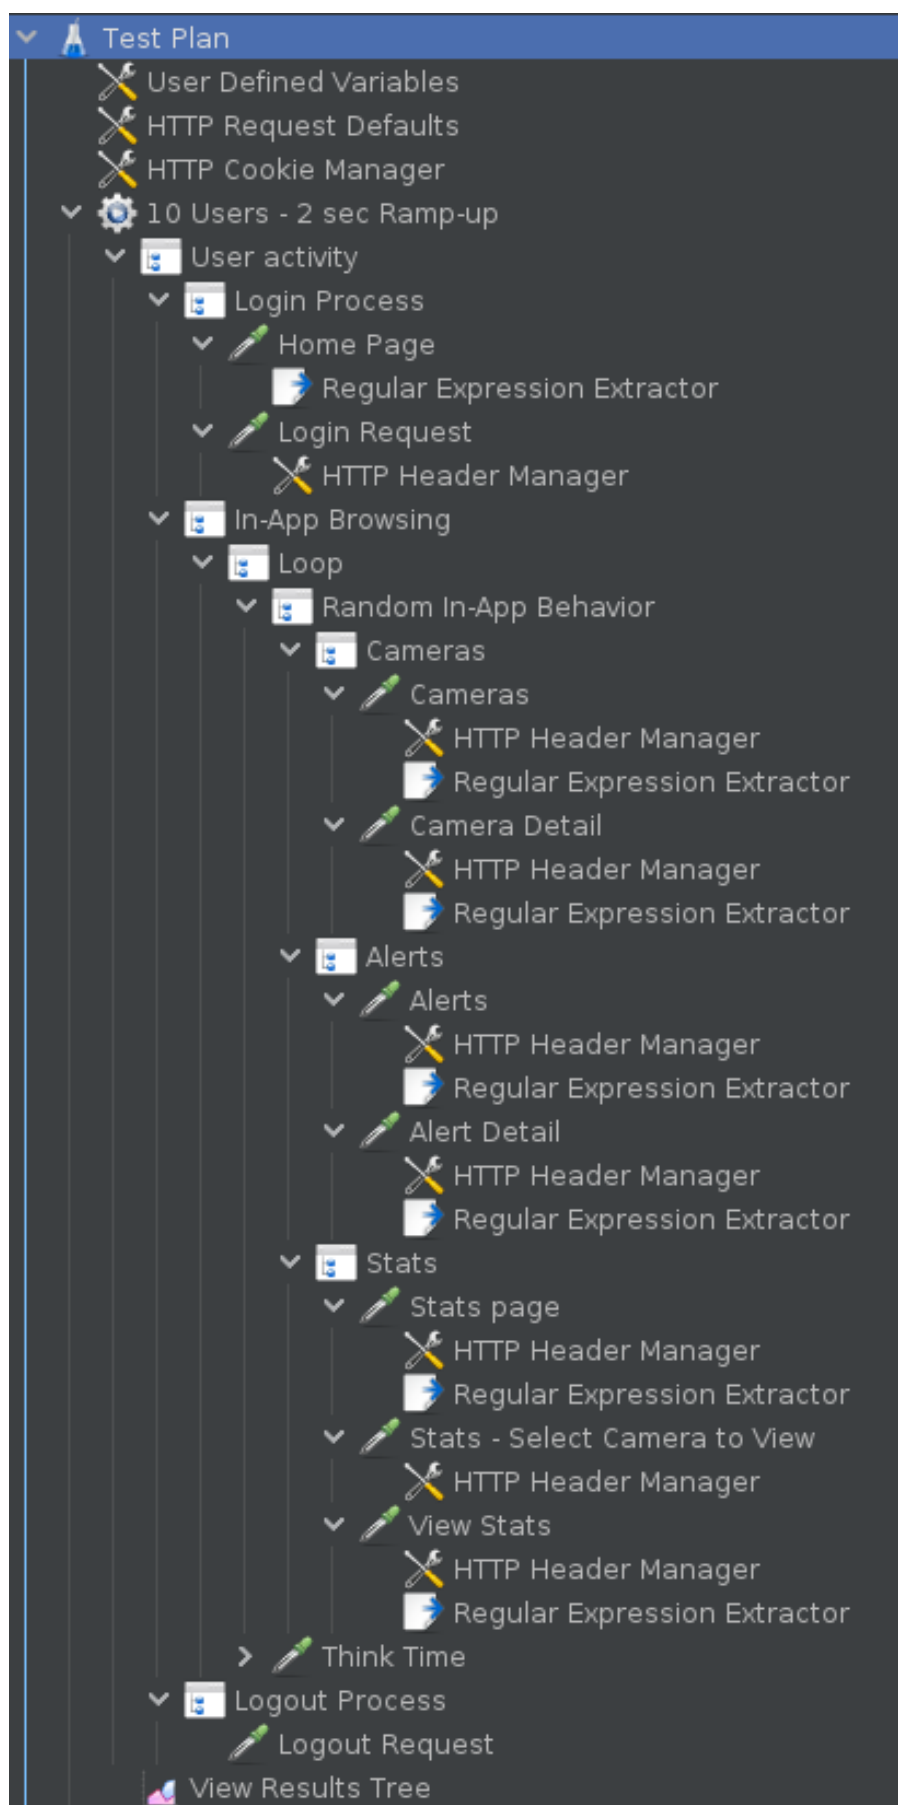 Test Plan
User Defined Variables
HTTP Request Defaults
HTTP Cookie Manager
10 Users - 2 sec Ramp-up
User activity
Login Process
Home Page
Regular Expression Extractor
Login Request
HTTP Header Manager
In-App Browsing
Loop
Random In-App Behavior
Cameras
Cameras
HTTP Header Manager
Regular Expression Extractor
Camera Detail
HTTP Header Manager
Regular Expression Extractor
Alerts
Alerts
HTTP Header Manager
Regular Expression Extractor
Alert Detail
HTTP Header Manager
Regular Expression Extractor
Stats
Stats page
HTTP Header Manager
Regular Expression Extractor
Stats - Select Camera to View
HTTP Header Manager
View Stats
HTTP Header Manager
Regular Expression Extractor
Think Time
Logout Process
Logout Request
View Results Tree